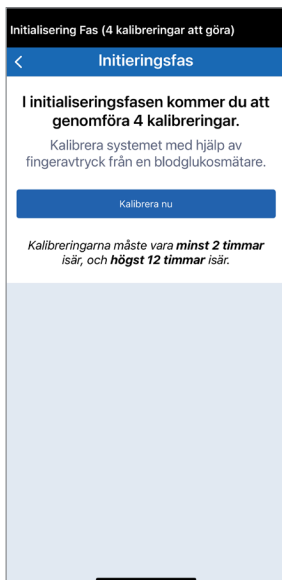 Initialisering Fas (4 kalibreringar att göra)
Initieringsfas
I initialiseringsfasen kommer du att
genomföra 4 kalibreringar.
Kalibrera systemet med hjälp av
fingeravtryck från en blodglukosmätare.
Kalibrera nu
Kalibreringarna måste vara minst 2 timmar
isär, och högst 12 timmar isär.